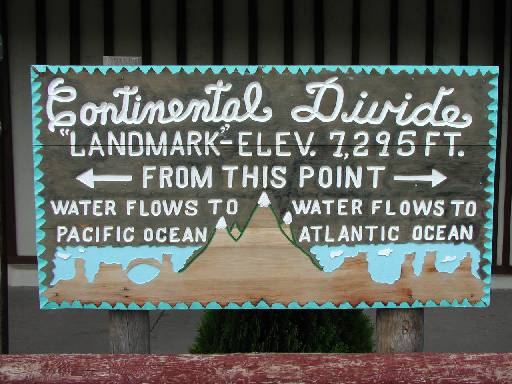 Continental Divide
"LANDMARK"-ELEV. 7,295 FT.
FROM THIS POINT
WATER FLOWS TO
PACIFIC OCEAN
WATER FLOWS TO
ATLANTIC OCEAN